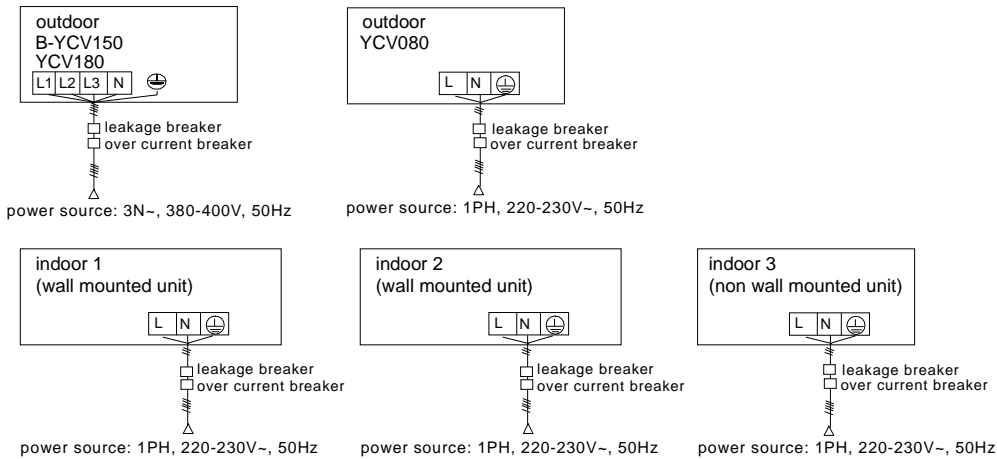 outdoor
B-YCV150
YCV180
L1 L2 L3 N
leakage breaker
over current breaker
power source: 3N~, 380-400V, 50Hz
outdoor
YCV080
L N
leakage breaker
over current breaker
power source: 1PH, 220-230V~, 50Hz
indoor 1
(wall mounted unit)
L N
leakage breaker
over current breaker
power source: 1PH, 220-230V~, 50Hz
indoor 2
(wall mounted unit)
L N
leakage breaker
over current breaker
power source: 1PH, 220-230V~, 50Hz
indoor 3
(non wall mounted unit)
L N
leakage breaker
over current breaker
power source: 1PH, 220-230V~, 50Hz